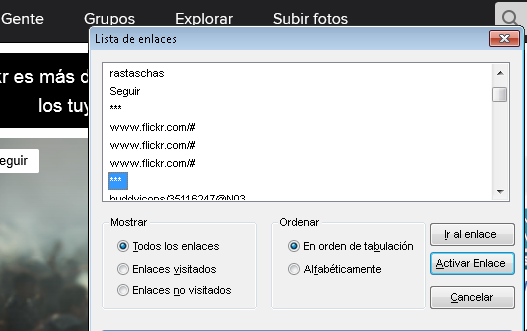 Gente Grupos Explorar Subir fotos
Lista de enlaces
kr es más d
los tuy
eguir
rastaschas
Seguir
***
www.flickr.com/#
www.flickr.com/#
www.flickr.com/#
***
buddyicons/35116247@N03
Mostrar
Todos los enlaces
Enlaces visitados
Enlaces no visitados
Ordenar
En orden de tabulación
Alfabéticamente
Ir al enlace
Activar Enlace
Cancelar